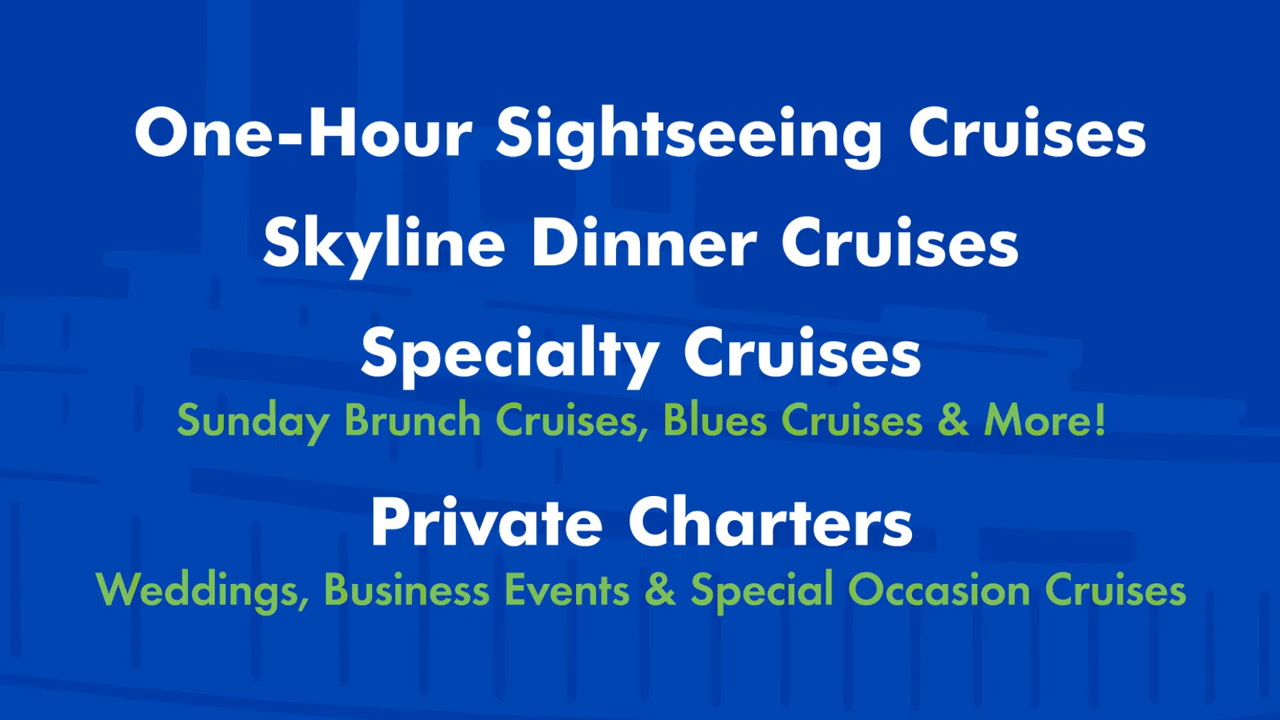 One-Hour Sightseeing Cruises
Skyline Dinner Cruises
Specialty Cruises
Sunday Brunch Cruises, Blues Cruises & More!
Private Charters
Weddings, Business Events & Special Occasion Cruises